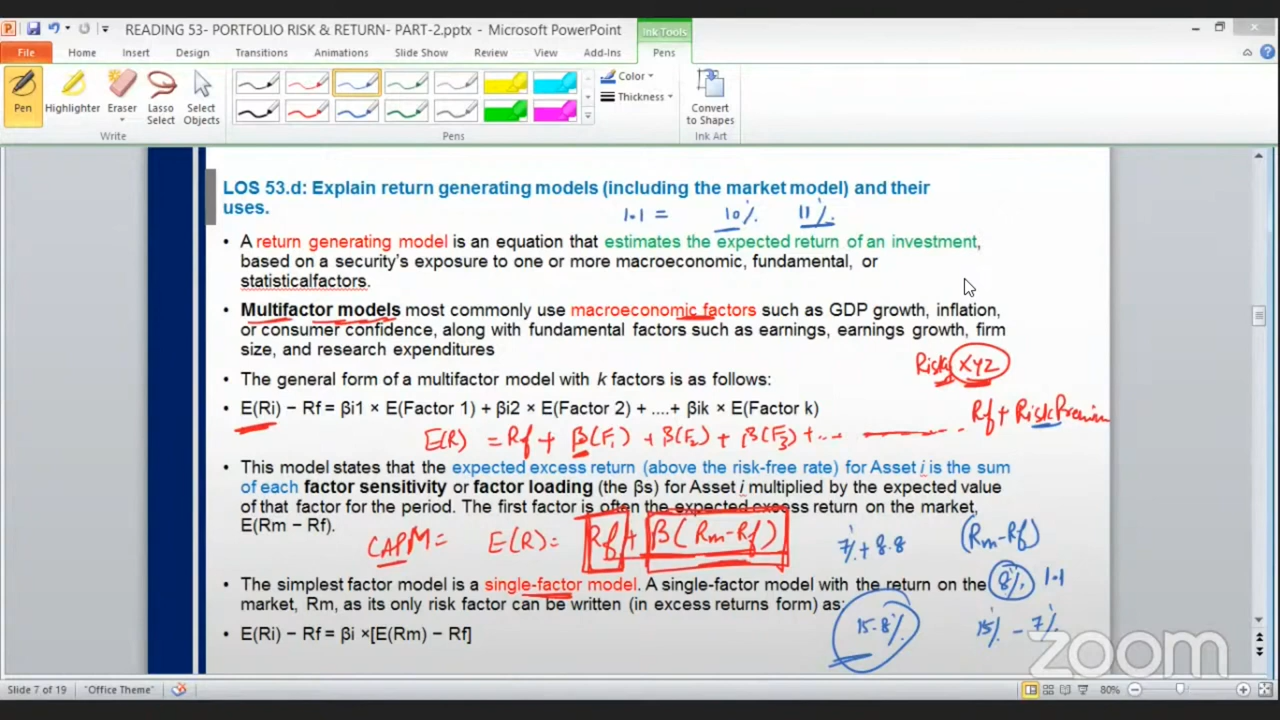 READING 53- PORTFOLIO RISK & RETURN- PART-2.pptx - Microsoft PowerPoint
Ink Tools
File Home Insert Design Transitions Animations Slide Show Review View Add-Ins Pens
Pen Highlighter Eraser Lasso Select Select Objects
Color
Thickness
Convert to Shapes
Write Pens Ink Art
LOS 53.d: Explain return generating models (including the market model) and their
uses.
1.1 = 10% 11%
• A return generating model is an equation that estimates the expected return of an investment,
based on a security's exposure to one or more macroeconomic, fundamental, or
statisticalfactors.
• Multifactor models most commonly use macroeconomic factors such as GDP growth, inflation,
or consumer confidence, along with fundamental factors such as earnings, earnings growth, firm
size, and research expenditures
Risk XYZ
• The general form of a multifactor model with k factors is as follows:
• E(Ri) − Rf = βi1 × E(Factor 1) + βi2 × E(Factor 2) + ....+ βik × E(Factor k)
Rf + Risk Premium
E(R) = Rf + β(F1) + β(F2) + β(F3) + ...
• This model states that the expected excess return (above the risk-free rate) for Asset i is the sum
of each factor sensitivity or factor loading (the βs) for Asset i multiplied by the expected value
of that factor for the period. The first factor is often the expected excess return on the market,
E(Rm − Rf).
CAPM = E(R) = Rf + β(Rm-Rf) 7% + 8.8 (Rm-Rf)
• The simplest factor model is a single-factor model. A single-factor model with the return on the
8% 1.1
market, Rm, as its only risk factor can be written (in excess returns form) as:
15.8% 15% - 7%
• E(Ri) − Rf = βi ×[E(Rm) − Rf]
zoom
Slide 7 of 19 "Office Theme" 80%